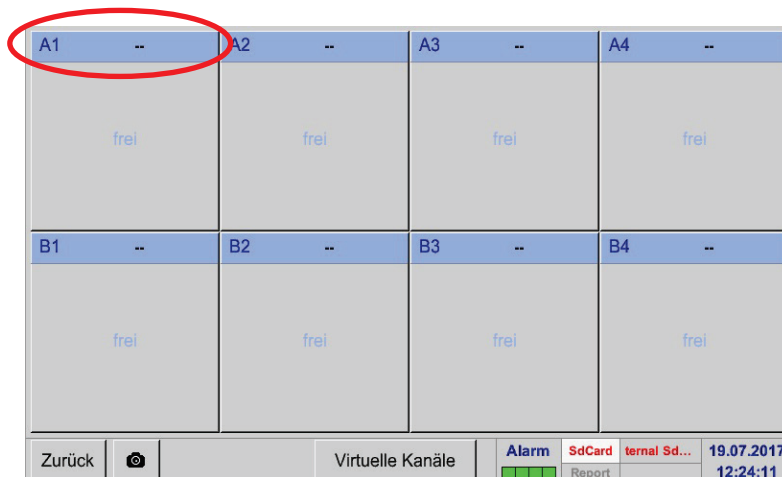 A1 -- A2 -- A3 -- A4 --
frei frei frei frei
B1 -- B2 -- B3 -- B4 --
frei frei frei frei
Zurück Virtuelle Kanäle Alarm SdCard ternal Sd... 19.07.2017
Report 12:24:11